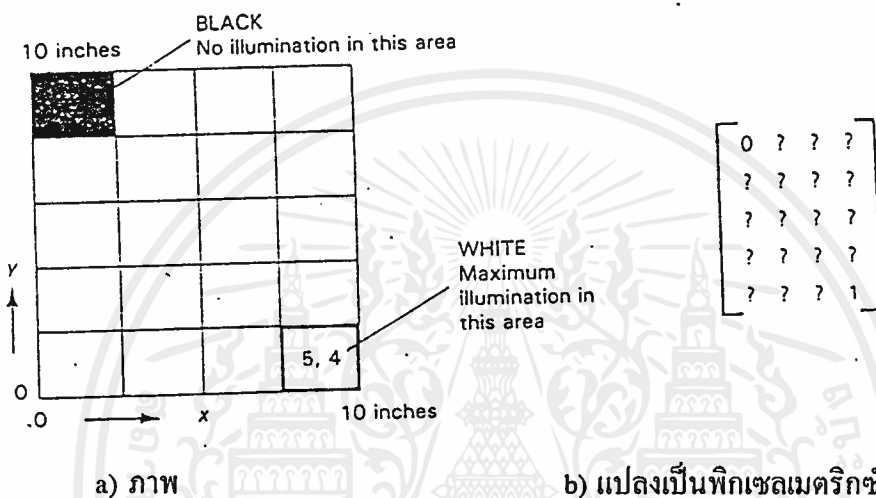 BLACK
No illumination in this area
10 inches
Y
WHITE
Maximum
illumination in
this area
5, 4
0
.0
x
10 inches
0 ? ? ?
? ? ? ?
? ? ? ?
? ? ? ?
? ? ? 1
a) ภาพ
b) แปลงเป็นพิกเซลเมตริกซ์